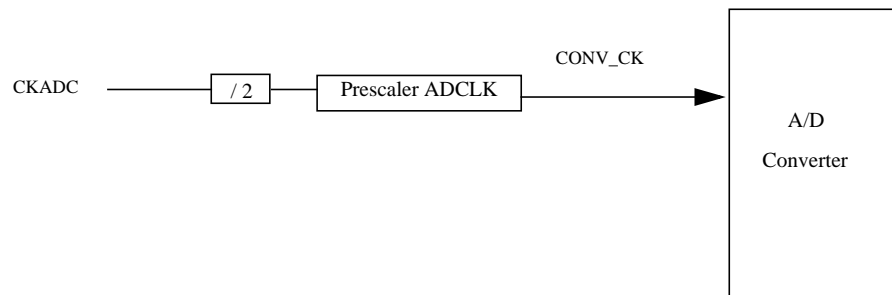 CONV_CK
CKADC
/ 2
Prescaler ADCLK
A/D
Converter